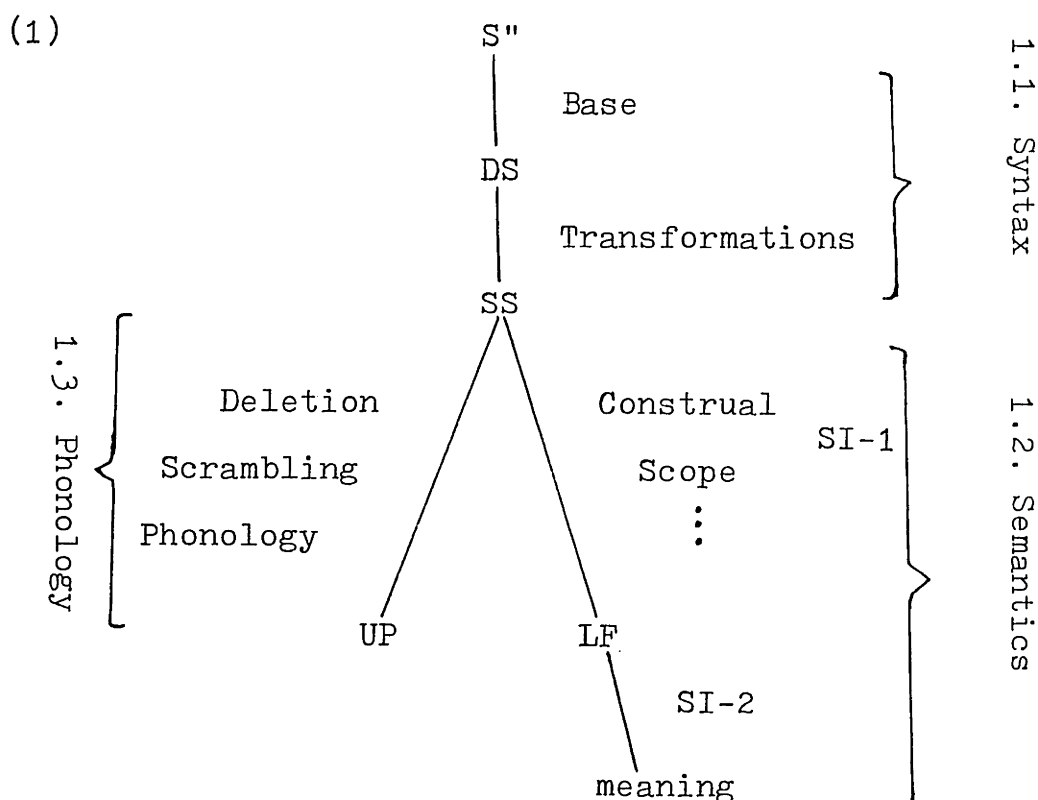 (1)
S"
Base
DS
Transformations
SS
1.1. Syntax
Deletion
Scrambling
Phonology
1.3. Phonology
Construal
SI-1
Scope
⋮
UP
LF
SI-2
meaning
1.2. Semantics